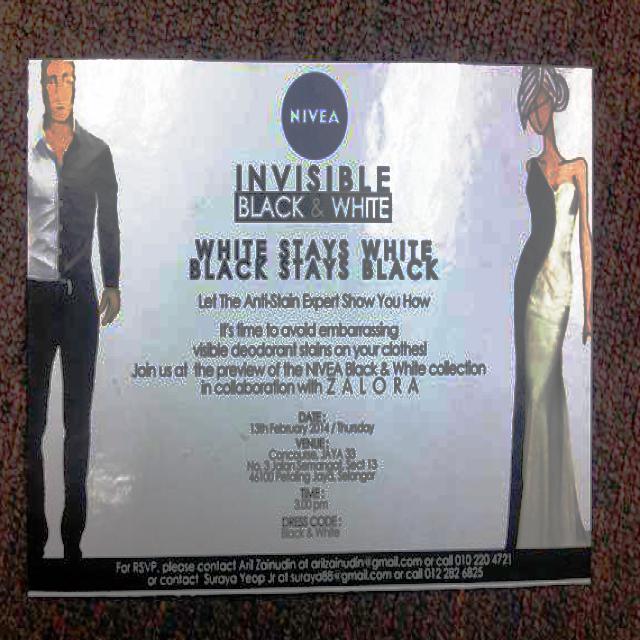 NIVEA
INVISIBLE
BLACK & WHITE
WHITE STAYS WHITE
BLACK STAYS BLACK
Let The Anti-Stain Expert Show You How
It's time to avoid embarrassing
visible deodorant stains on your clothes!
Join us at the preview of the NIVEA Black & White collection
in collaboration with ZALORA
DATE:
13th February 2014 / Thursday
VENUE:
Concourse, JAYA 33
No. 3, Jalan Semangat, Sect 13
46100 Petaling Jaya, Selangor
TIME:
3.00 pm
DRESS CODE:
Black & White
For RSVP, please contact Aril Zainudin at arilzainudin@gmail.com or call 010 220 4721
or contact Suraya Yeop Jr at suraya88@gmail.com or call 012 282 6825